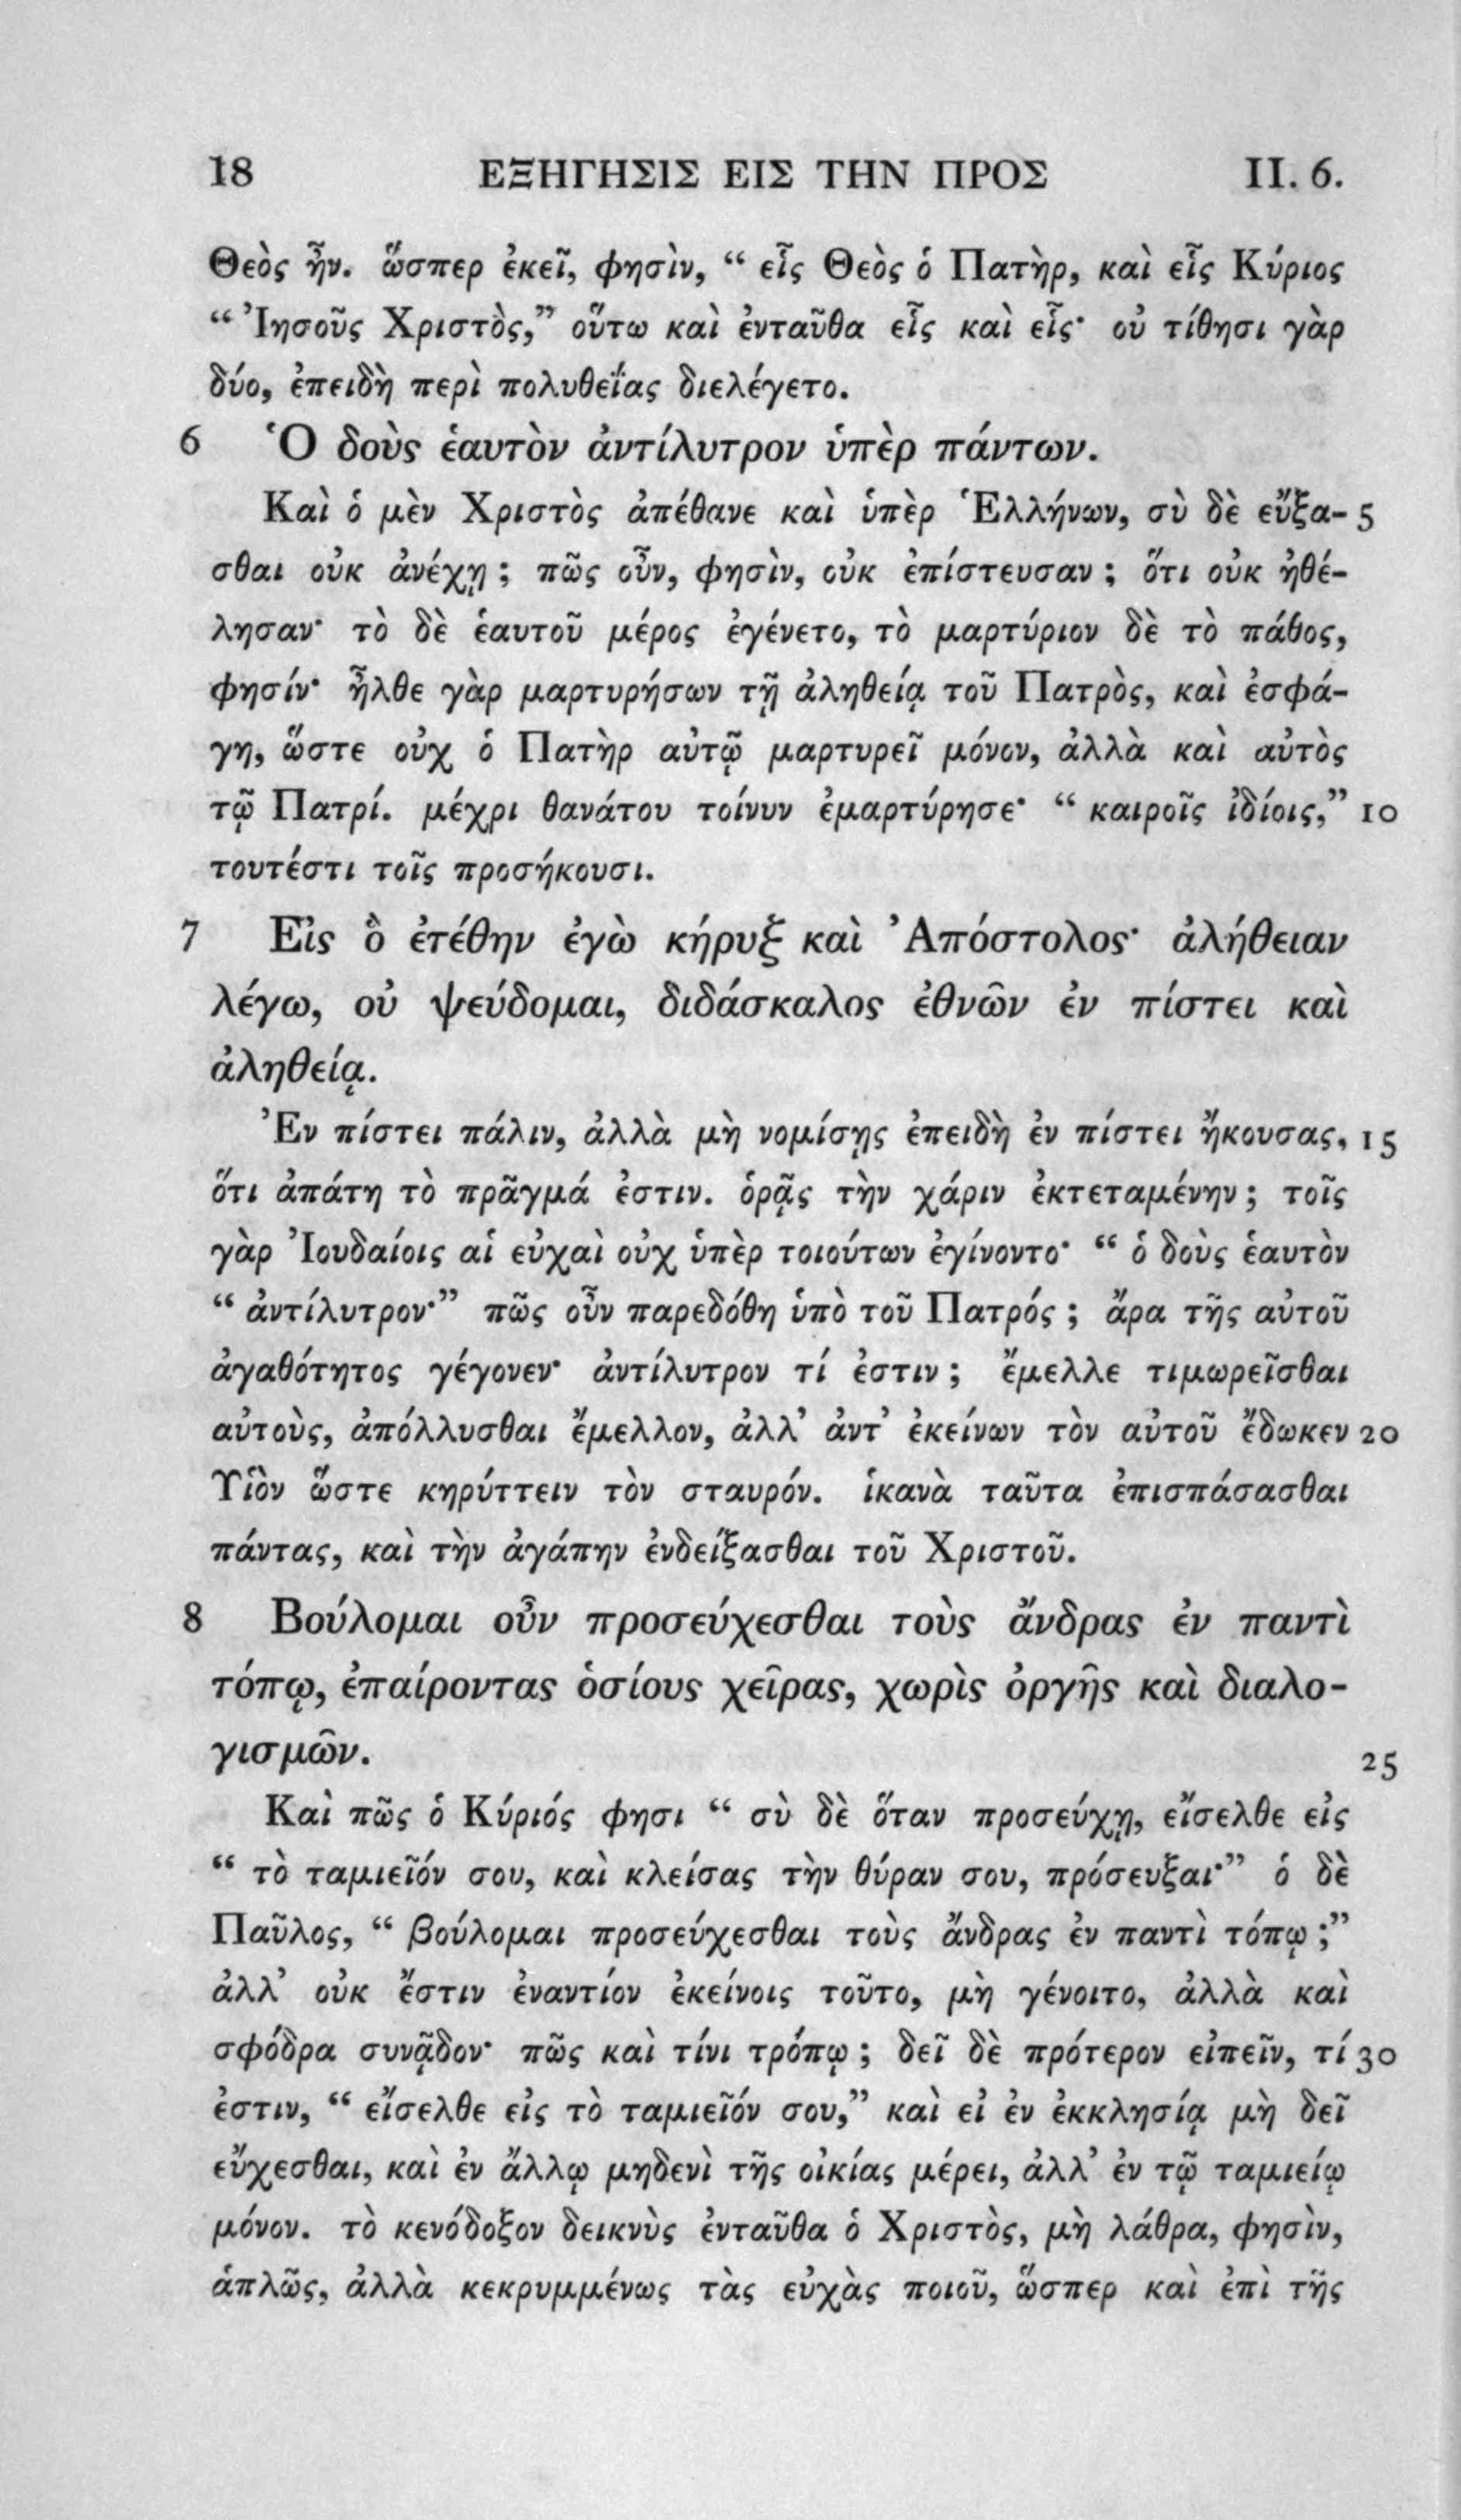 18 ΕΞΗΓΗΣΙΣ ΕΙΣ ΤΗΝ ΠΡΟΣ II. 6.
Θεὸς ἦν. ὥσπερ ἐκεῖ, φησὶν, “ εἷς Θεὸς ὁ Πατὴρ, καὶ εἷς Κύριος
“ Ἰησοῦς Χριστὸς,” οὕτω καὶ ἐνταῦθα εἷς καὶ εἷς· οὐ τίθησι γὰρ
δύο, ἐπειδὴ περὶ πολυθεΐας διελέγετο.
6 Ὁ δοὺς ἑαυτὸν ἀντίλυτρον ὑπὲρ πάντων.
Καὶ ὁ μὲν Χριστὸς ἀπέθανε καὶ ὑπὲρ Ἑλλήνων, σὺ δὲ εὔξα- 5
σθαι οὐκ ἀνέχῃ ; πῶς οὖν, φησὶν, οὐκ ἐπίστευσαν ; ὅτι οὐκ ἠθέ-
λησαν· τὸ δὲ ἑαυτοῦ μέρος ἐγένετο, τὸ μαρτύριον δὲ τὸ πάθος,
φησίν· ἦλθε γὰρ μαρτυρήσων τῇ ἀληθείᾳ τοῦ Πατρὸς, καὶ ἐσφά-
γη, ὥστε οὐχ ὁ Πατὴρ αὐτῷ μαρτυρεῖ μόνον, ἀλλὰ καὶ αὐτὸς
τῷ Πατρί. μέχρι θανάτου τοίνυν ἐμαρτύρησε· “ καιροῖς ἰδίοις,” 10
τουτέστι τοῖς προσήκουσι.
7 Εἰς ὃ ἐτέθην ἐγὼ κήρυξ καὶ Ἀπόστολος· ἀλήθειαν
λέγω, οὐ ψεύδομαι, διδάσκαλος ἐθνῶν ἐν πίστει καὶ
ἀληθείᾳ.
Ἐν πίστει πάλιν, ἀλλὰ μὴ νομίσῃς ἐπειδὴ ἐν πίστει ἤκουσας, 15
ὅτι ἀπάτη τὸ πρᾶγμά ἐστιν. ὁρᾷς τὴν χάριν ἐκτεταμένην ; τοῖς
γὰρ Ἰουδαίοις αἱ εὐχαὶ οὐχ ὑπὲρ τοιούτων ἐγίνοντο· “ ὁ δοὺς ἑαυτὸν
“ ἀντίλυτρον·” πῶς οὖν παρεδόθη ὑπὸ τοῦ Πατρός ; ἄρα τῆς αὐτοῦ
ἀγαθότητος γέγονεν· ἀντίλυτρον τί ἐστιν ; ἔμελλε τιμωρεῖσθαι
αὐτοὺς, ἀπόλλυσθαι ἔμελλον, ἀλλ’ ἀντ’ ἐκείνων τὸν αὐτοῦ ἔδωκεν 20
Υἱὸν ὥστε κηρύττειν τὸν σταυρόν. ἱκανὰ ταῦτα ἐπισπάσασθαι
πάντας, καὶ τὴν ἀγάπην ἐνδείξασθαι τοῦ Χριστοῦ.
8 Βούλομαι οὖν προσεύχεσθαι τοὺς ἄνδρας ἐν παντὶ
τόπῳ, ἐπαίροντας ὁσίους χεῖρας, χωρὶς ὀργῆς καὶ διαλο-
γισμῶν. 25
Καὶ πῶς ὁ Κύριός φησι “ σὺ δὲ ὅταν προσεύχῃ, εἴσελθε εἰς
“ τὸ ταμιεῖόν σου, καὶ κλείσας τὴν θύραν σου, πρόσευξαι·” ὁ δὲ
Παῦλος, “ βούλομαι προσεύχεσθαι τοὺς ἄνδρας ἐν παντὶ τόπῳ ;”
ἀλλ’ οὐκ ἔστιν ἐναντίον ἐκείνοις τοῦτο, μὴ γένοιτο, ἀλλὰ καὶ
σφόδρα συνᾷδον· πῶς καὶ τίνι τρόπῳ ; δεῖ δὲ πρότερον εἰπεῖν, τί 30
ἐστιν, “ εἴσελθε εἰς τὸ ταμιεῖόν σου,” καὶ εἰ ἐν ἐκκλησίᾳ μὴ δεῖ
εὔχεσθαι, καὶ ἐν ἄλλῳ μηδενὶ τῆς οἰκίας μέρει, ἀλλ’ ἐν τῷ ταμιείῳ
μόνον. τὸ κενόδοξον δεικνὺς ἐνταῦθα ὁ Χριστὸς, μὴ λάθρα, φησὶν,
ἁπλῶς, ἀλλὰ κεκρυμμένως τὰς εὐχὰς ποιοῦ, ὥσπερ καὶ ἐπὶ τῆς